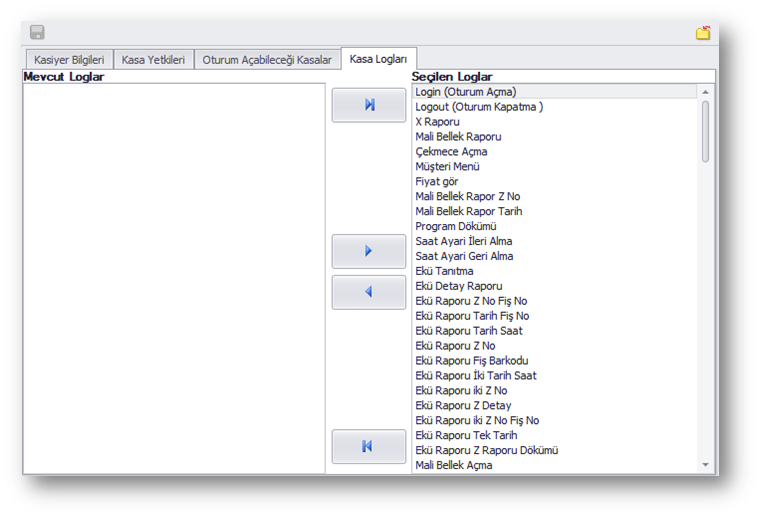 Kasiyer Bilgileri
Kasa Yetkileri
Oturum Açabileceği Kasalar
Kasa Logları
Mevcut Loglar
Seçilen Loglar
Login (Oturum Açma)
Logout (Oturum Kapatma )
X Raporu
Mali Bellek Raporu
Çekmece Açma
Müşteri Menü
Fiyat gör
Mali Bellek Rapor Z No
Mali Bellek Rapor Tarih
Program Dökümü
Saat Ayari İleri Alma
Saat Ayari Geri Alma
Ekü Tanıtma
Ekü Detay Raporu
Ekü Raporu Z No Fiş No
Ekü Raporu Tarih Fiş No
Ekü Raporu Tarih Saat
Ekü Raporu Z No
Ekü Raporu Fiş Barkodu
Ekü Raporu İki Tarih Saat
Ekü Raporu iki Z No
Ekü Raporu Z Detay
Ekü Raporu iki Z No Fiş No
Ekü Raporu Tek Tarih
Ekü Raporu Z Raporu Dökümü
Mali Bellek Açma